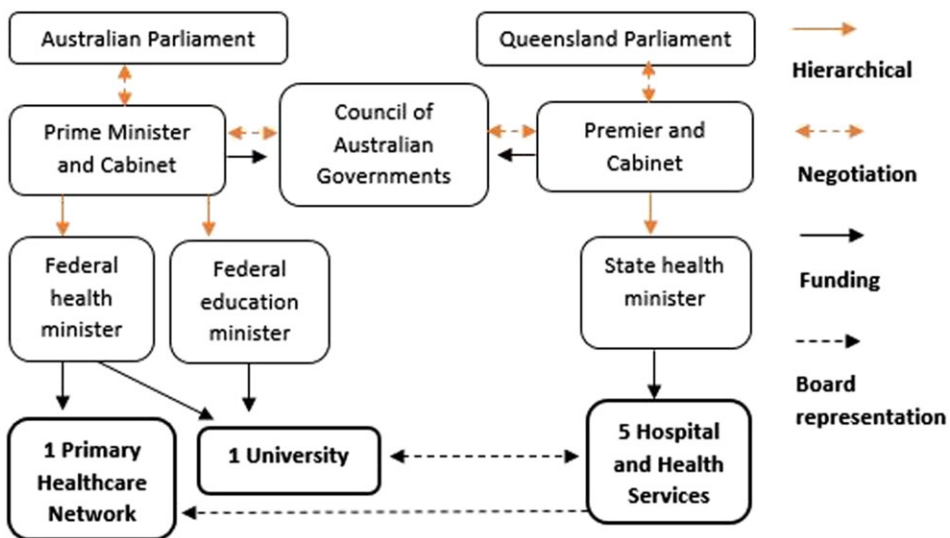 Australian Parliament
Queensland Parliament
Hierarchical
Prime Minister
and Cabinet
Council of
Australian
Governments
Premier and
Cabinet
Negotiation
Federal
health
minister
Federal
education
minister
State health
minister
Funding
Board
representation
1 Primary
Healthcare
Network
1 University
5 Hospital
and Health
Services